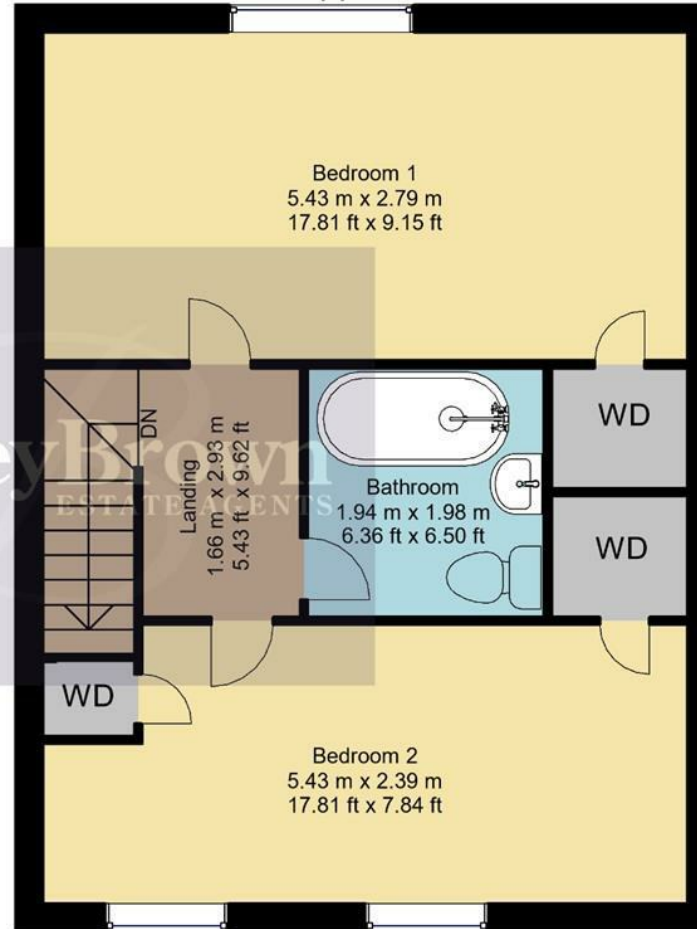 Bedroom 1
5.43 m x 2.79 m
17.81 ft x 9.15 ft
DN
Landing
1.66 m x 2.93 m
5.43 ft x 9.62 ft
Bathroom
1.94 m x 1.98 m
6.36 ft x 6.50 ft
WD
WD
eyBrown
ESTATE AGENTS
WD
Bedroom 2
5.43 m x 2.39 m
17.81 ft x 7.84 ft